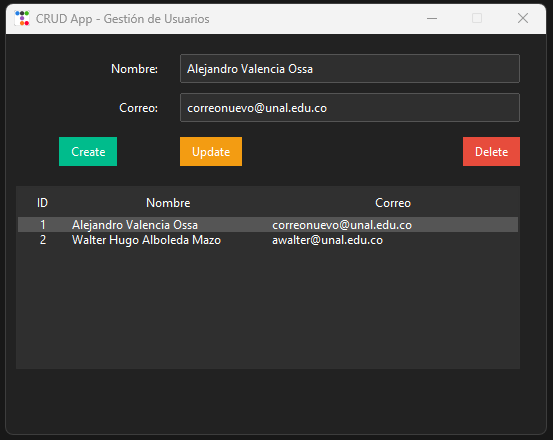 CRUD App - Gestión de Usuarios
Nombre: Alejandro Valencia Ossa
Correo: correonuevo@unal.edu.co
Create Update Delete
ID Nombre Correo
1 Alejandro Valencia Ossa correonuevo@unal.edu.co
2 Walter Hugo Alboleda Mazo awalter@unal.edu.co